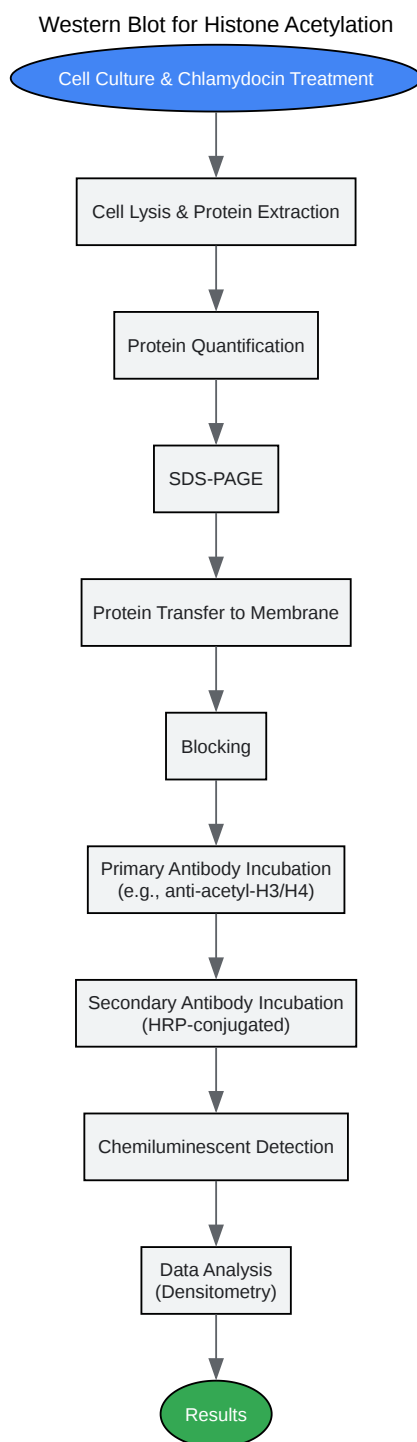 Western Blot for Histone Acetylation
Cell Culture & Chlamydocin Treatment
Cell Lysis & Protein Extraction
Protein Quantification
SDS-PAGE
Protein Transfer to Membrane
Blocking
Primary Antibody Incubation
(e.g., anti-acetyl-H3/H4)
Secondary Antibody Incubation
(HRP-conjugated)
Chemiluminescent Detection
Data Analysis
(Densitometry)
Results